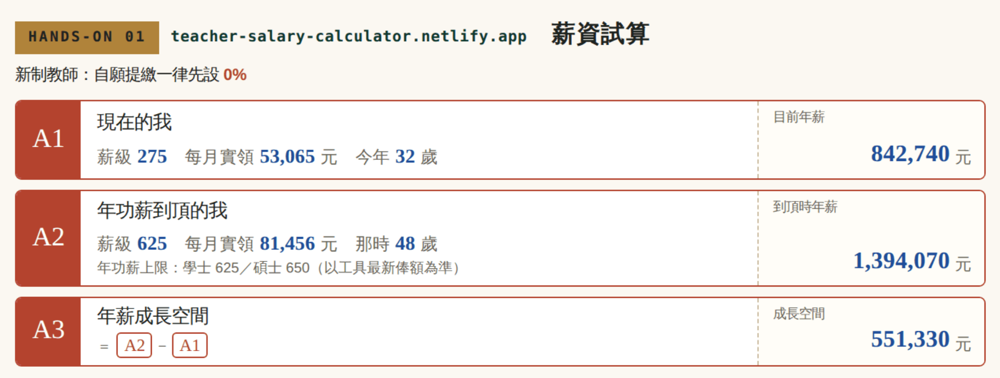 HANDS-ON 01 teacher-salary-calculator.netlify.app 薪資試算
新制教師：自願提繳一律先設 0%
A1
現在的我
薪級 275 每月實領 53,065 元 今年 32 歲
目前年薪
842,740 元
A2
年功薪到頂的我
薪級 625 每月實領 81,456 元 那時 48 歲
年功薪上限：學士 625／碩士 650（以工具最新俸額為準）
到頂時年薪
1,394,070 元
A3
年薪成長空間
＝ A2 − A1
成長空間
551,330 元